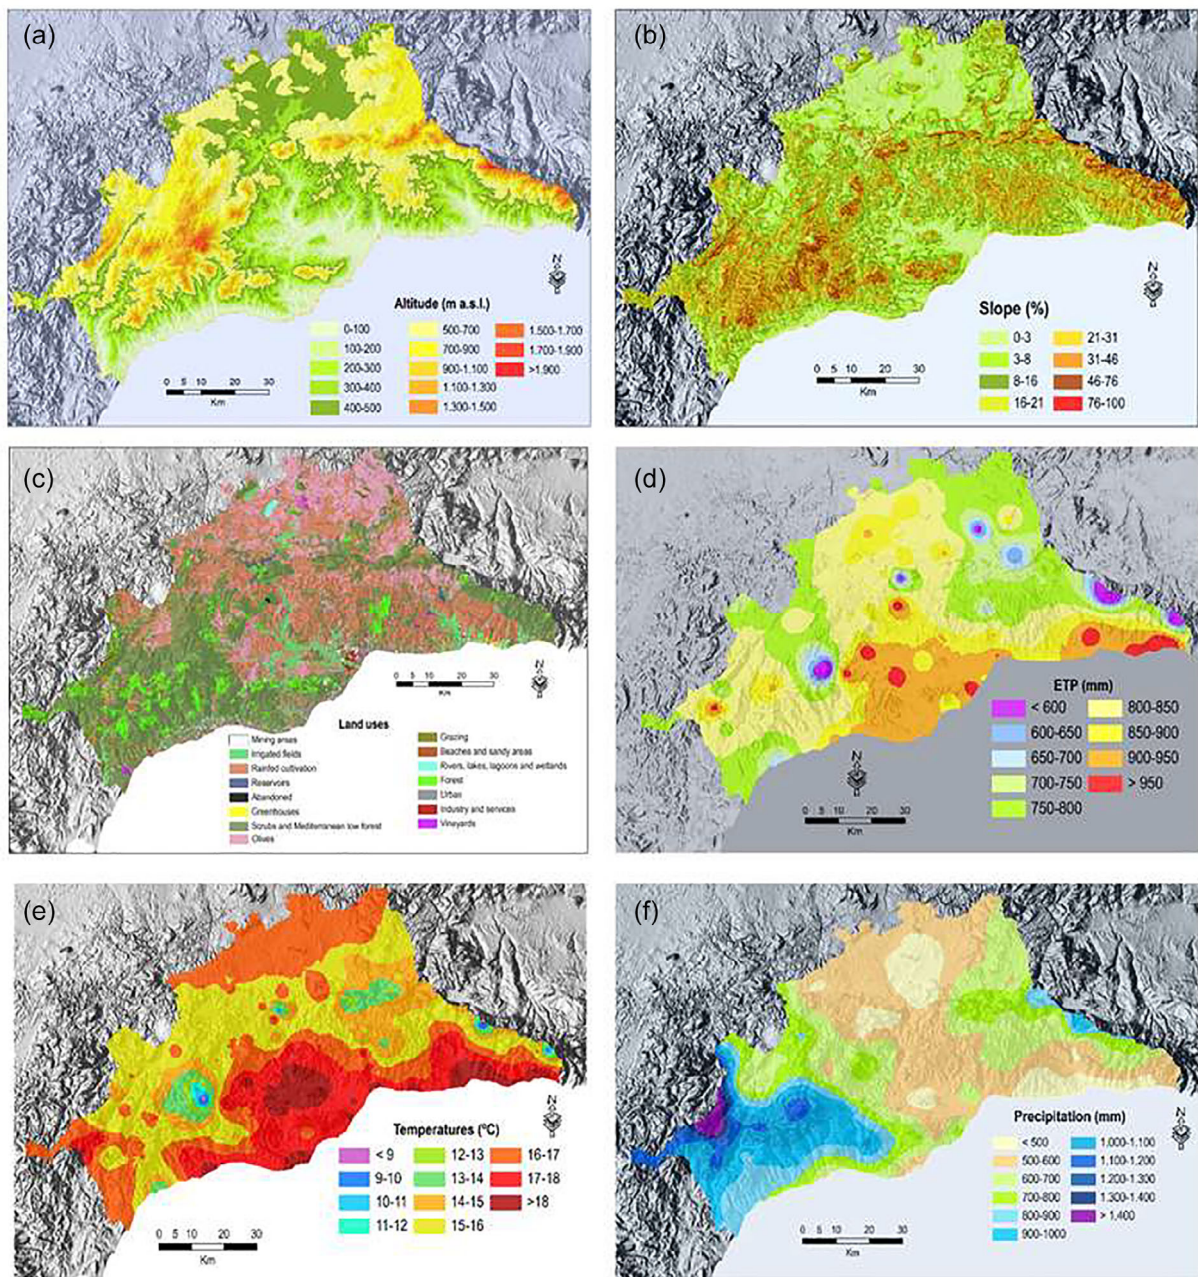 (a)
N
Altitude (m a.s.l.)
0-100 500-700 1.500-1.700
100-200 700-900 1.700-1.900
200-300 900-1.100 >1.900
300-400 1.100-1.300
400-500 1.300-1.500
0 5 10 20 30
Km
(b)
N
Slope (%)
0-3 21-31
3-8 31-46
8-16 46-76
16-21 76-100
0 5 10 20 30
Km
(c)
N
0 5 10 20 30
Km
Land uses
Mining areas Grazing
Irrigated fields Beaches and sandy areas
Rainfed cultivation Rivers, lakes, lagoons and wetlands
Reservoirs Forest
Abandoned Urban
Greenhouses Industry and services
Scrubs and Mediterranean low forest Vineyards
Olives
(d)
ETP (mm)
< 600 800-850
600-650 850-900
650-700 900-950
700-750 > 950
750-800
N
0 5 10 20 30
Km
(e)
N
Temperatures (ºC)
< 9 12-13 16-17
9-10 13-14 17-18
10-11 14-15 >18
11-12 15-16
0 5 10 20 30
Km
(f)
N
Precipitation (mm)
< 500 1.000-1.100
500-600 1.100-1.200
600-700 1.200-1.300
700-800 1.300-1.400
800-900 > 1.400
900-1000
0 5 10 20 30
Km